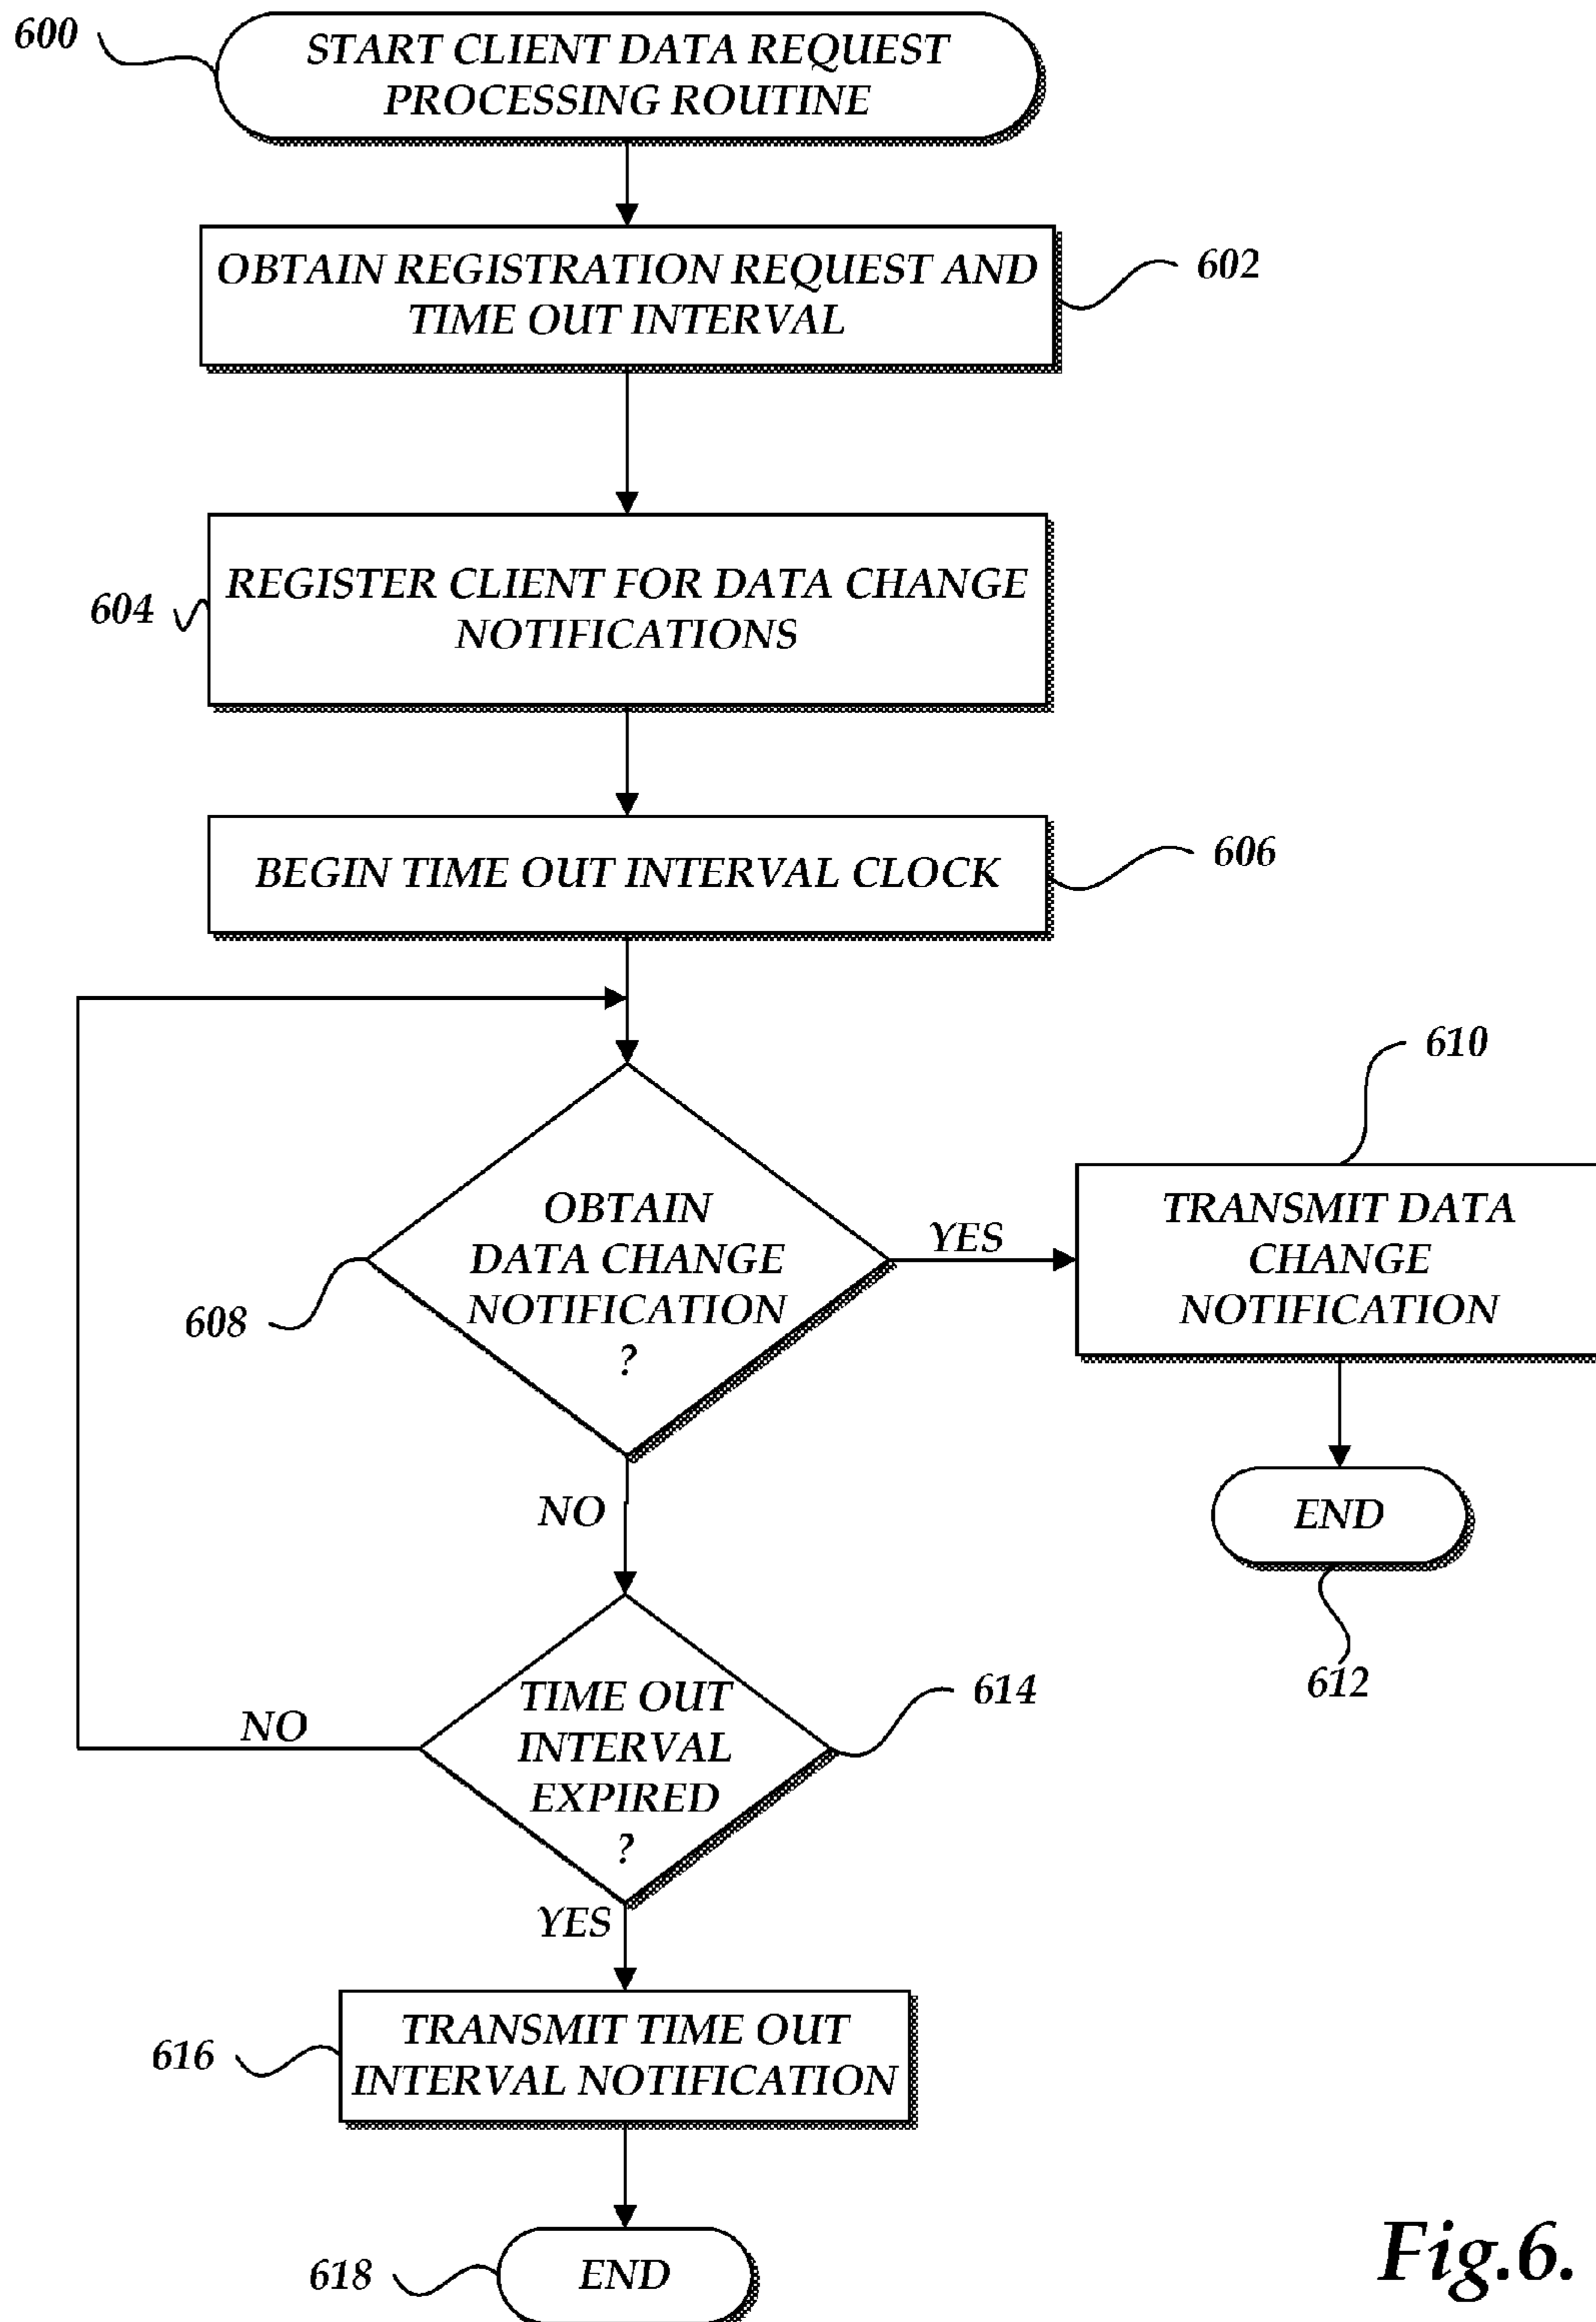 600
START CLIENT DATA REQUEST
PROCESSING ROUTINE
OBTAIN REGISTRATION REQUEST AND
TIME OUT INTERVAL
602
REGISTER CLIENT FOR DATA CHANGE
NOTIFICATIONS
604
BEGIN TIME OUT INTERVAL CLOCK
606
OBTAIN
DATA CHANGE
NOTIFICATION
?
608
YES
610
TRANSMIT DATA
CHANGE
NOTIFICATION
END
612
NO
TIME OUT
INTERVAL
EXPIRED
?
614
NO
YES
TRANSMIT TIME OUT
INTERVAL NOTIFICATION
616
END
618
Fig.6.